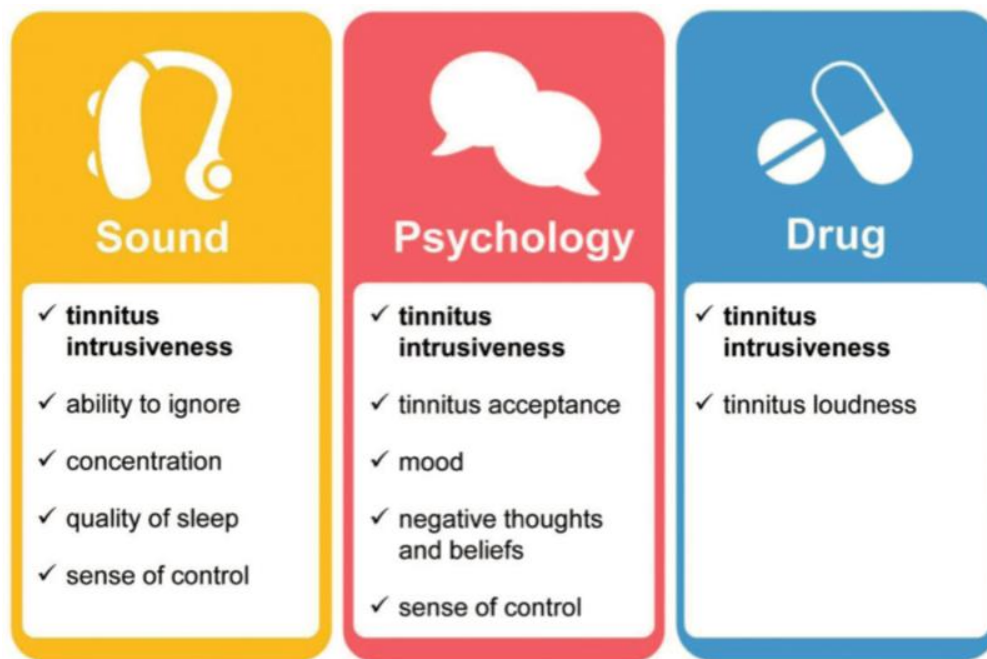 Sound
✓ tinnitus
intrusiveness
✓ ability to ignore
✓ concentration
✓ quality of sleep
✓ sense of control
Psychology
✓ tinnitus
intrusiveness
✓ tinnitus acceptance
✓ mood
✓ negative thoughts
and beliefs
✓ sense of control
Drug
✓ tinnitus
intrusiveness
✓ tinnitus loudness